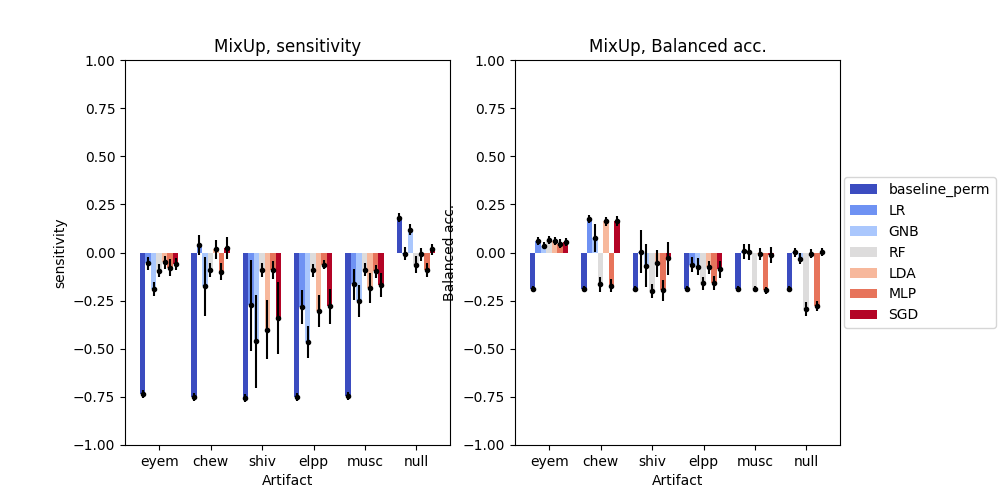 MixUp, sensitivity
1.00
0.75
0.50
0.25
0.00
−0.25
−0.50
−0.75
−1.00
sensitivity
eyem chew shiv elpp musc null
Artifact
MixUp, Balanced acc.
1.00
0.75
0.50
0.25
0.00
−0.25
−0.50
−0.75
−1.00
Balanced acc.
eyem chew shiv elpp musc null
Artifact
baseline_perm
LR
GNB
RF
LDA
MLP
SGD